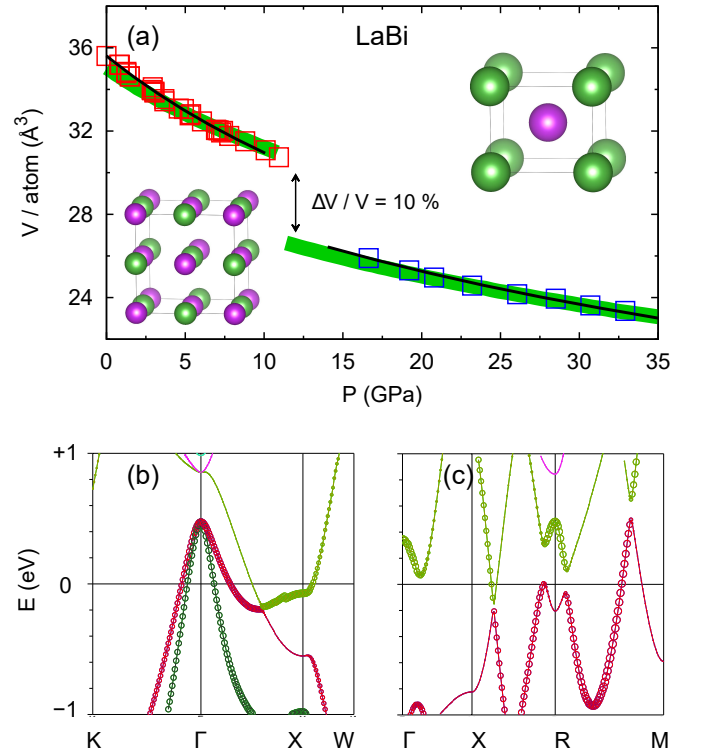 (a)
LaBi
36
32
28
24
V / atom (Å³)
ΔV / V = 10 %
0
5
10
15
20
25
30
35
P (GPa)
+1
0
−1
E (eV)
(b)
(c)
K
Γ
X
W
Γ
X
R
M